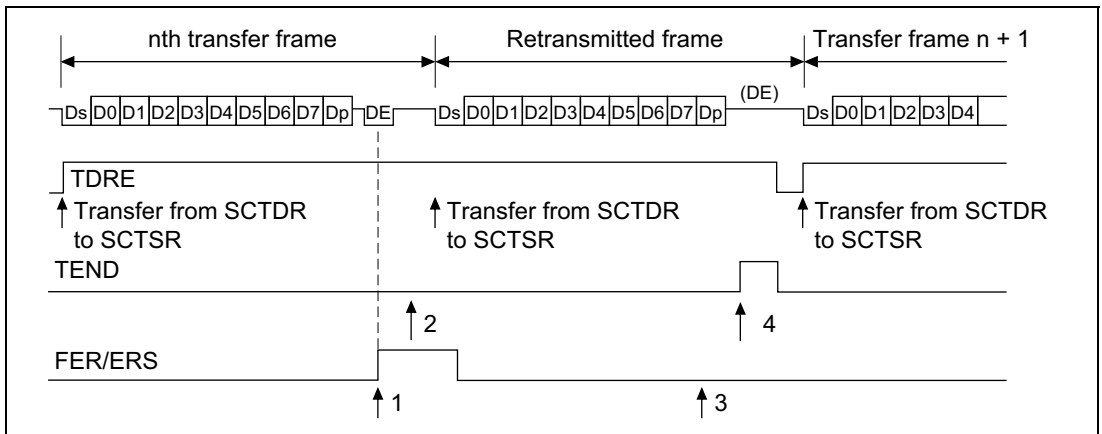 nth transfer frame
Retransmitted frame
Transfer frame n + 1
(DE)
Ds D0 D1 D2 D3 D4 D5 D6 D7 Dp DE Ds D0 D1 D2 D3 D4 D5 D6 D7 Dp Ds D0 D1 D2 D3 D4
TDRE
Transfer from SCTDR
to SCTSR
Transfer from SCTDR
to SCTSR
Transfer from SCTDR
to SCTSR
TEND
2
4
FER/ERS
1
3